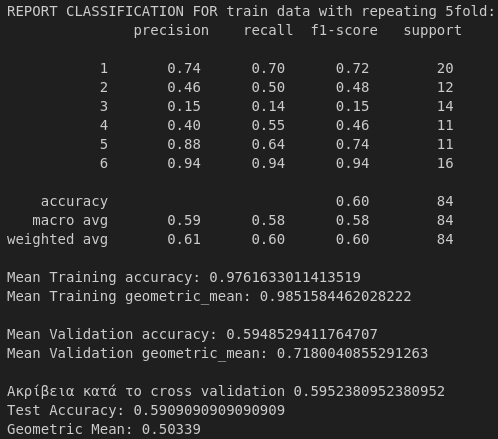 REPORT CLASSIFICATION FOR train data with repeating 5fold:
precision recall f1-score support
1 0.74 0.70 0.72 20
2 0.46 0.50 0.48 12
3 0.15 0.14 0.15 14
4 0.40 0.55 0.46 11
5 0.88 0.64 0.74 11
6 0.94 0.94 0.94 16
accuracy 0.60 84
macro avg 0.59 0.58 0.58 84
weighted avg 0.61 0.60 0.60 84
Mean Training accuracy: 0.9761633011413519
Mean Training geometric_mean: 0.9851584462028222
Mean Validation accuracy: 0.5948529411764707
Mean Validation geometric_mean: 0.7180040855291263
Ακρίβεια κατά το cross validation 0.5952380952380952
Test Accuracy: 0.5909090909090909
Geometric Mean: 0.50339